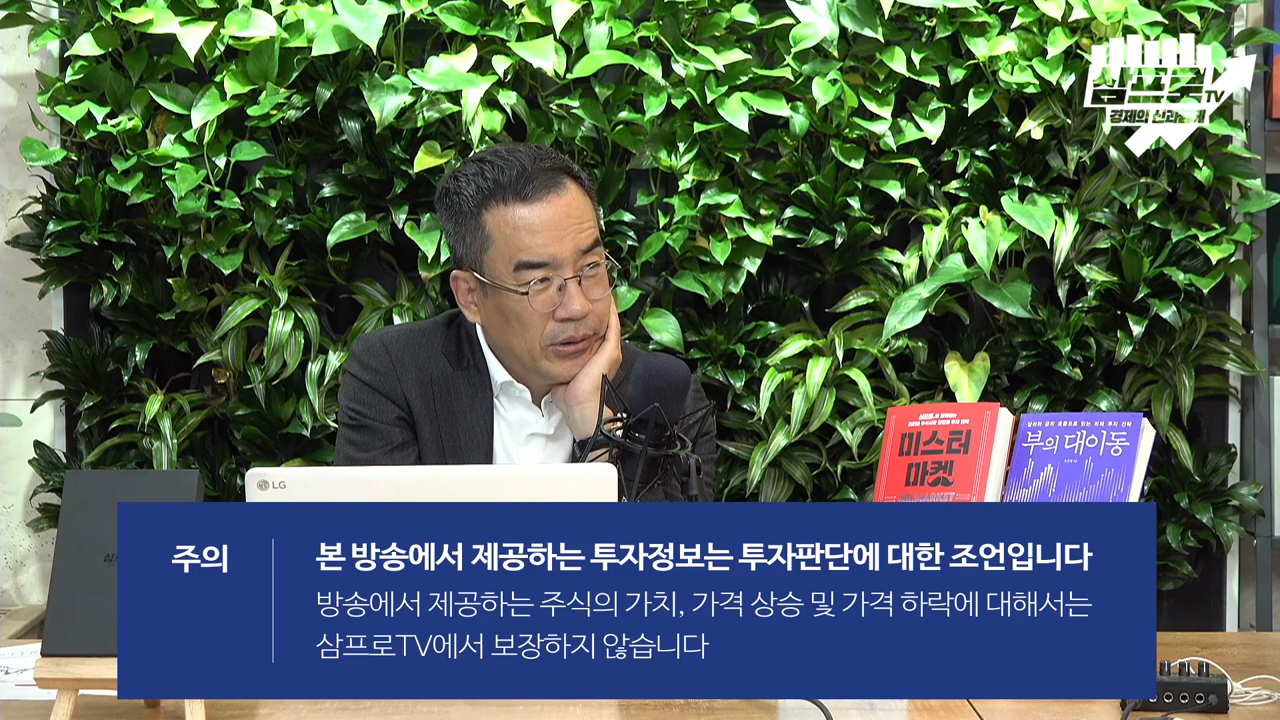 삼프로TV
경제의 신과함께
미스터
마켓
MARKET
부의 대이동
LG
주의
본 방송에서 제공하는 투자정보는 투자판단에 대한 조언입니다
방송에서 제공하는 주식의 가치, 가격 상승 및 가격 하락에 대해서는
삼프로TV에서 보장하지 않습니다